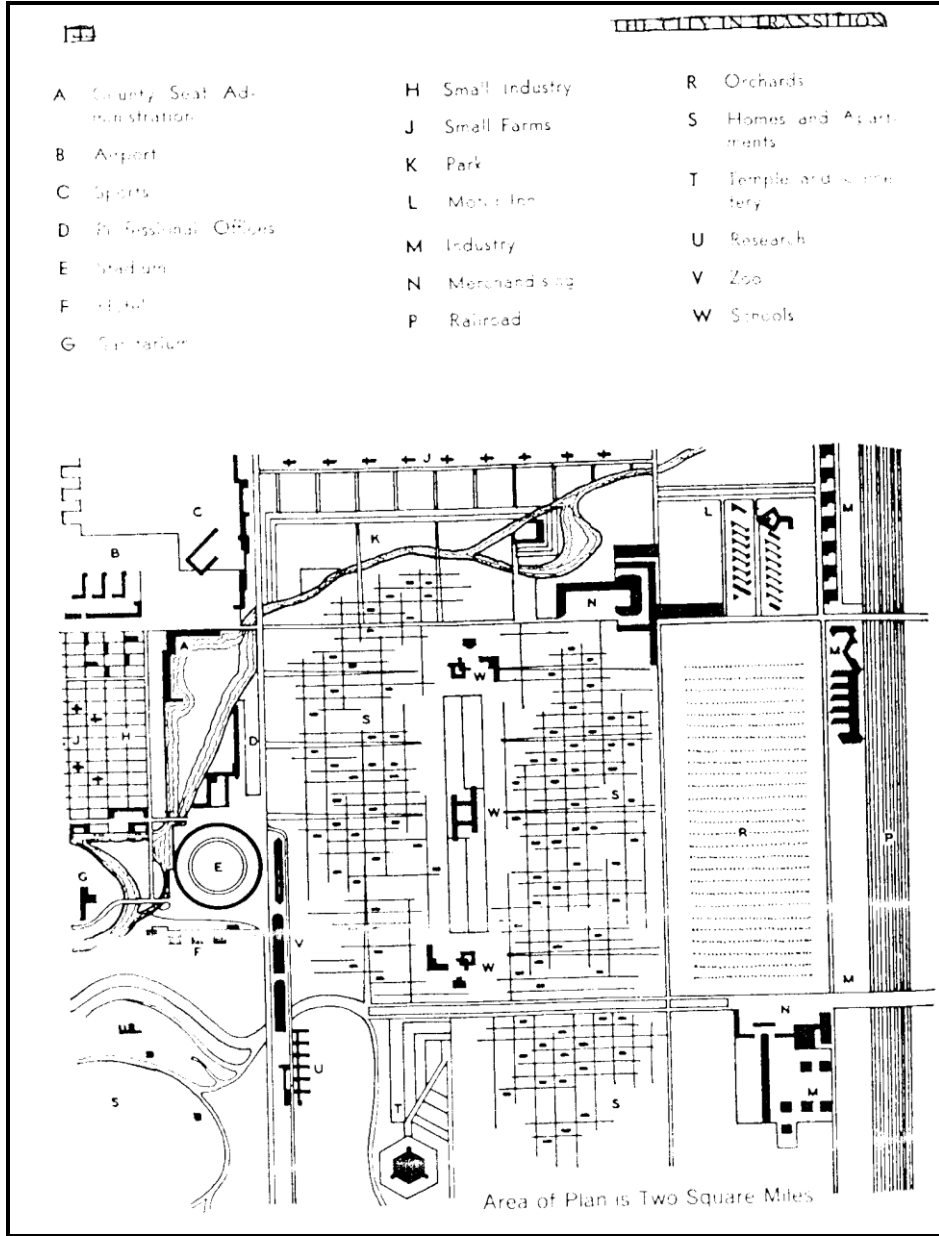 THE CITY IN TRANSITION
A County Seat Ad-
ministration
B Airport
C Sports
D Professional Offices
E Stadium
F Hotel
G Sanitarium
H Small Industry
J Small Farms
K Park
L Motor Inn
M Industry
N Merchandising
P Railroad
R Orchards
S Homes and Apart-
ments
T Temple and Ceme-
tery
U Research
V Zoo
W Schools
J
C
L
M
K
B
N
A
M
W
S
D
J
H
S
W
R
P
E
G
V
F
W
M
N
U
S
T
S
M
Area of Plan is Two Square Miles